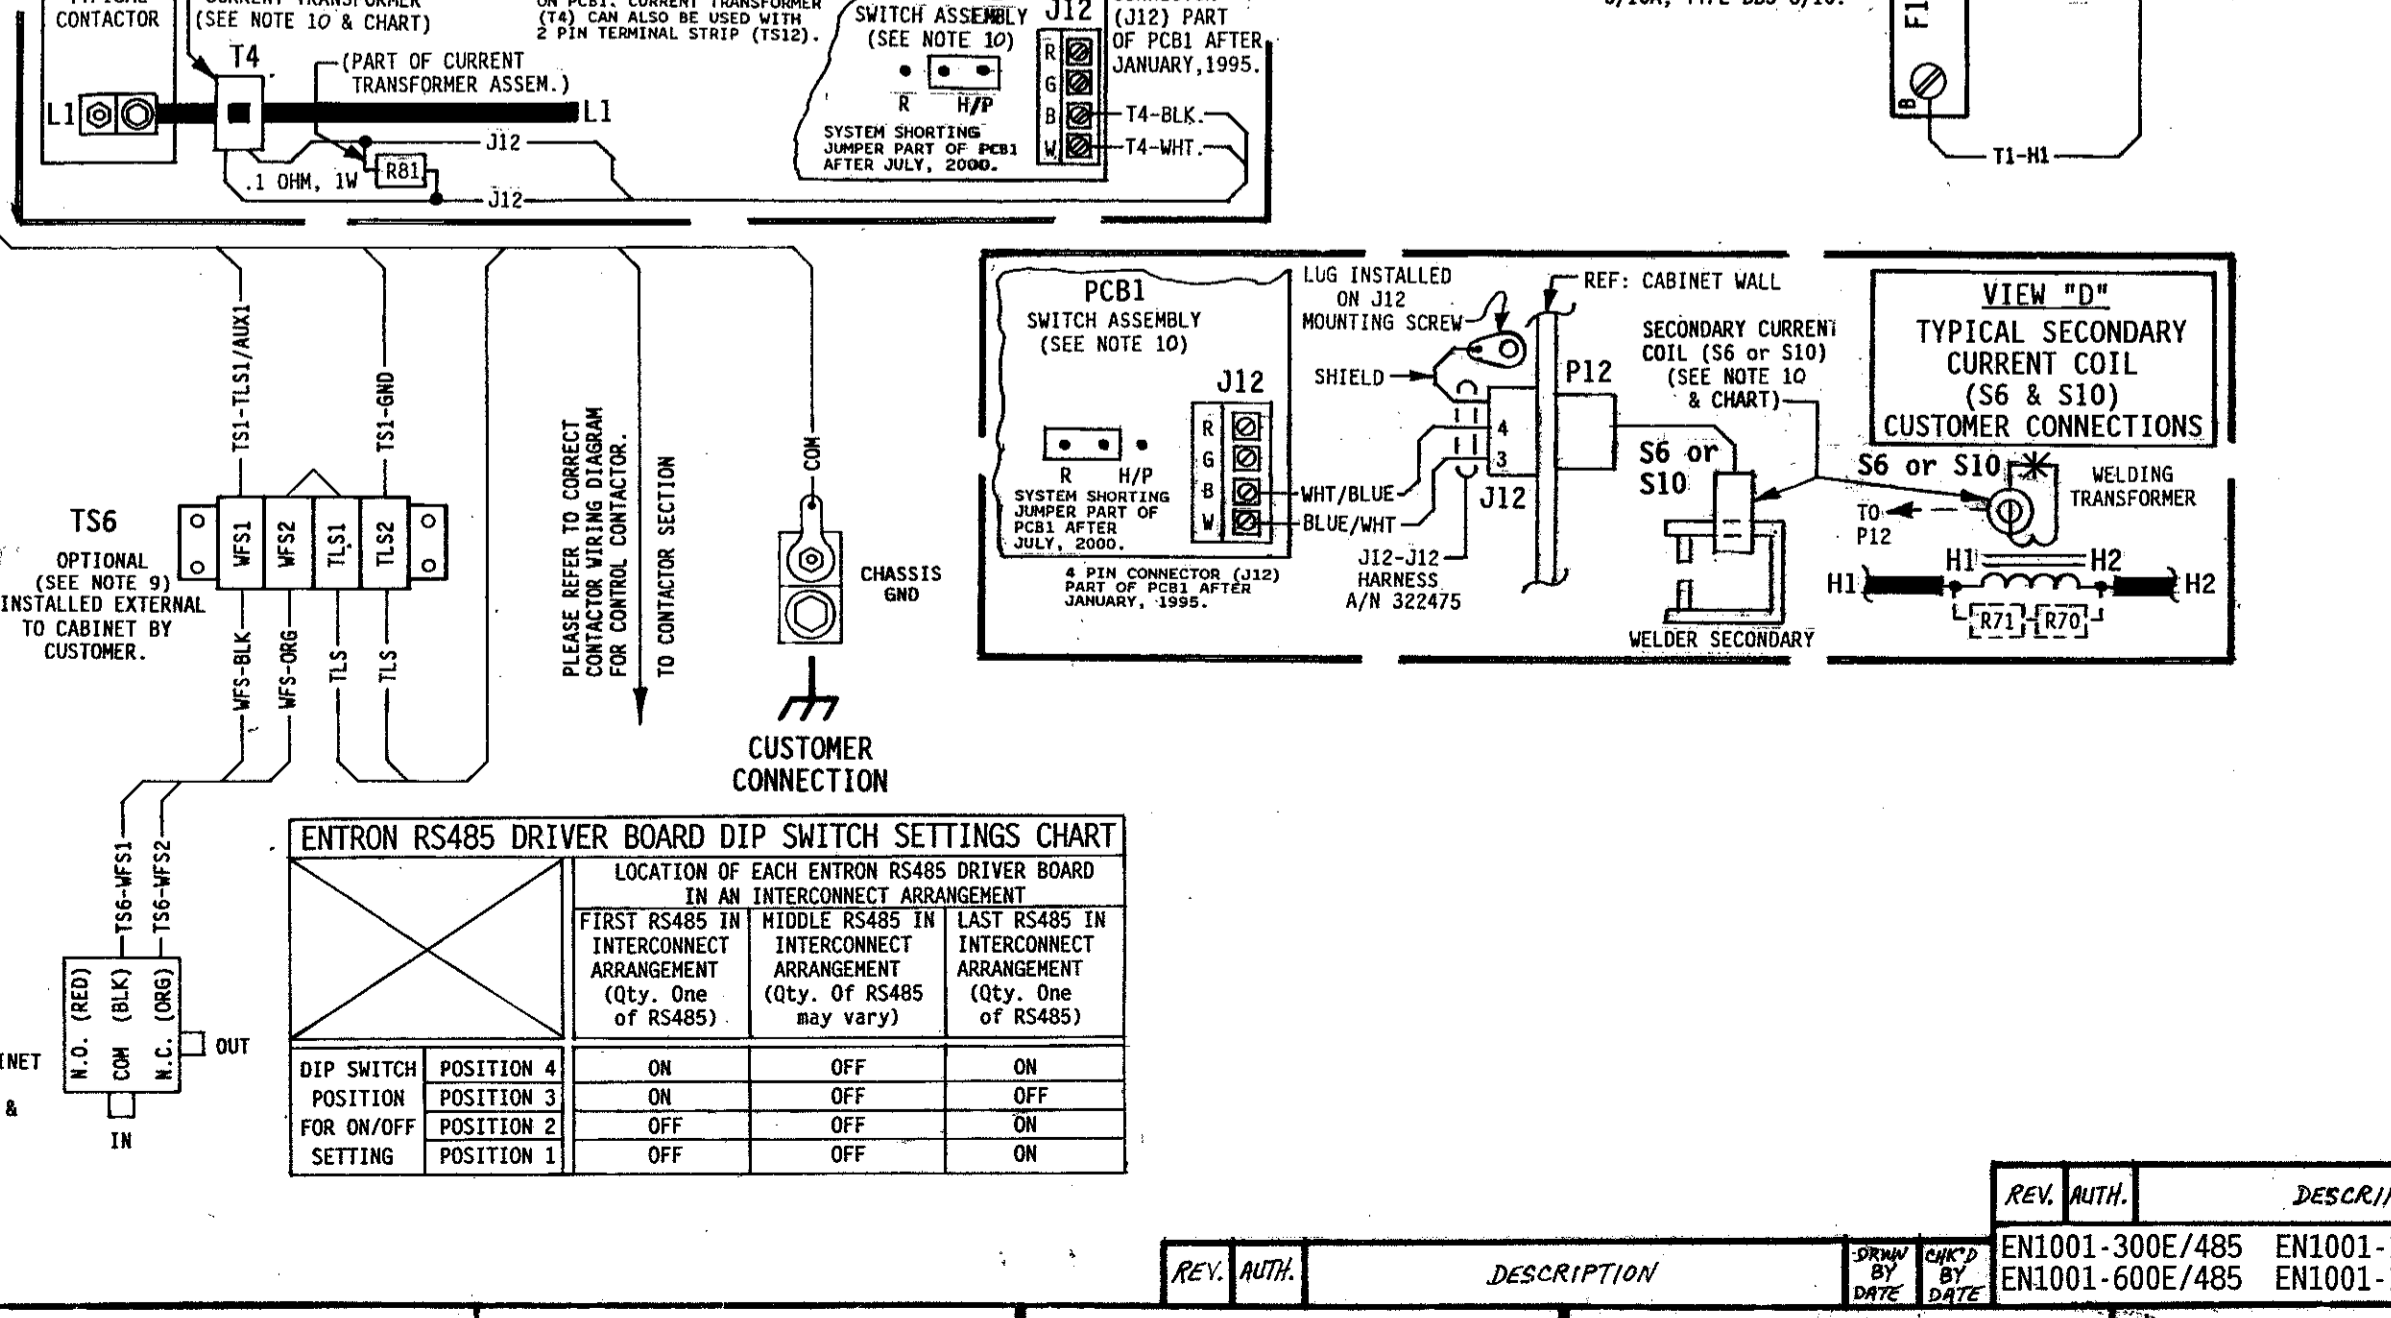 CONTACTOR
(SEE NOTE 10 & CHART)
T4
(T4) CAN ALSO BE USED WITH
2 PIN TERMINAL STRIP (TS12).
(PART OF CURRENT
TRANSFORMER ASSEM.)
L1
L1
J12
R81
.1 OHM, 1W
J12
SWITCH ASSEMBLY
(SEE NOTE 10)
R H/P
SYSTEM SHORTING
JUMPER PART OF PCB1
AFTER JULY, 2000.
J12
R
G
B
W
(J12) PART
OF PCB1 AFTER
JANUARY,1995.
T4-BLK.
T4-WHT.
F1
B
T1-H1
TS1-TLS1/AUX1
TS1-GND
TS6
OPTIONAL
(SEE NOTE 9)
INSTALLED EXTERNAL
TO CABINET BY
CUSTOMER.
WFS1
WFS2
TLS1
TLS2
WFS-BLK
WFS-ORG
TLS
TLS
PLEASE REFER TO CORRECT
CONTACTOR WIRING DIAGRAM
FOR CONTROL CONTACTOR.
TO CONTACTOR SECTION
COM
CHASSIS
GND
CUSTOMER
CONNECTION
PCB1
SWITCH ASSEMBLY
(SEE NOTE 10)
R H/P
SYSTEM SHORTING
JUMPER PART OF
PCB1 AFTER
JULY, 2000.
J12
R
G
B
W
4 PIN CONNECTOR (J12)
PART OF PCB1 AFTER
JANUARY, 1995.
LUG INSTALLED
ON J12
MOUNTING SCREW
SHIELD
WHT/BLUE
BLUE/WHT
4
3
J12
P12
J12-J12
HARNESS
A/N 322475
REF: CABINET WALL
SECONDARY CURRENT
COIL (S6 or S10)
(SEE NOTE 10
& CHART)
S6 or
S10
WELDER SECONDARY
VIEW "D"
TYPICAL SECONDARY
CURRENT COIL
(S6 & S10)
CUSTOMER CONNECTIONS
S6 or S10
WELDING
TRANSFORMER
TO
P12
H1 H2
H1 H2
R71 R70
TS6-WFS1
TS6-WFS2
N.O. (RED)
COM (BLK)
N.C. (ORG)
OUT
IN
&
ENTRON RS485 DRIVER BOARD DIP SWITCH SETTINGS CHART
LOCATION OF EACH ENTRON RS485 DRIVER BOARD
IN AN INTERCONNECT ARRANGEMENT
FIRST RS485 IN
INTERCONNECT
ARRANGEMENT
(Qty. One
of RS485)
MIDDLE RS485 IN
INTERCONNECT
ARRANGEMENT
(Qty. Of RS485
may vary)
LAST RS485 IN
INTERCONNECT
ARRANGEMENT
(Qty. One
of RS485)
DIP SWITCH
POSITION
FOR ON/OFF
SETTING
POSITION 4 ON OFF ON
POSITION 3 ON OFF OFF
POSITION 2 OFF OFF ON
POSITION 1 OFF OFF ON
REV. AUTH.
REV. AUTH. DESCRIPTION
DRWN
BY
DATE
CHK'D
BY
DATE
EN1001-300E/485 EN1001-
EN1001-600E/485 EN1001-